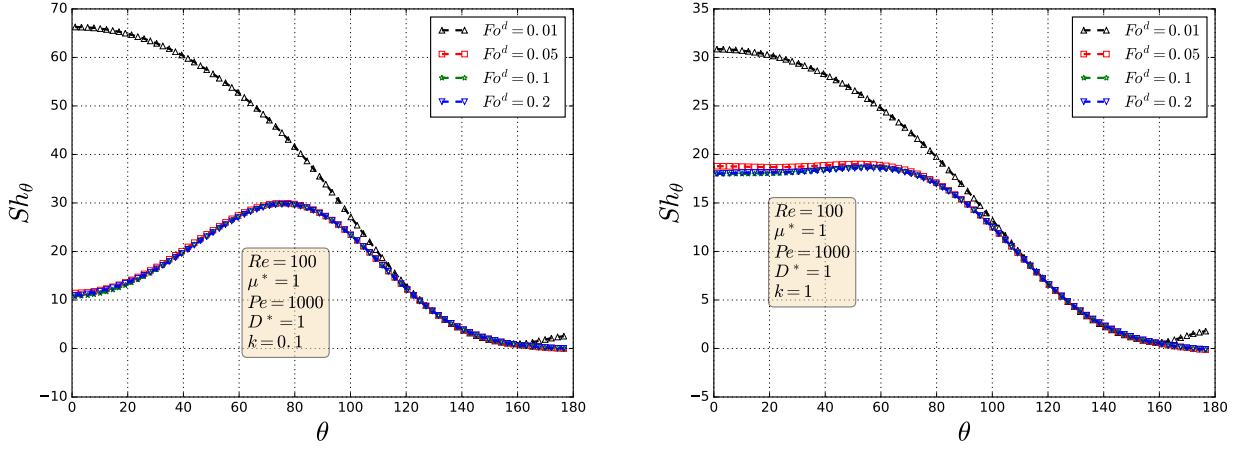 70
60
50
40
30
20
10
0
−10
0 20 40 60 80 100 120 140 160 180
θ
Sh_θ
Fo^d = 0.01
Fo^d = 0.05
Fo^d = 0.1
Fo^d = 0.2
Re = 100
μ* = 1
Pe = 1000
D* = 1
k = 0.1
35
30
25
20
15
10
5
0
−5
0 20 40 60 80 100 120 140 160 180
θ
Sh_θ
Fo^d = 0.01
Fo^d = 0.05
Fo^d = 0.1
Fo^d = 0.2
Re = 100
μ* = 1
Pe = 1000
D* = 1
k = 1